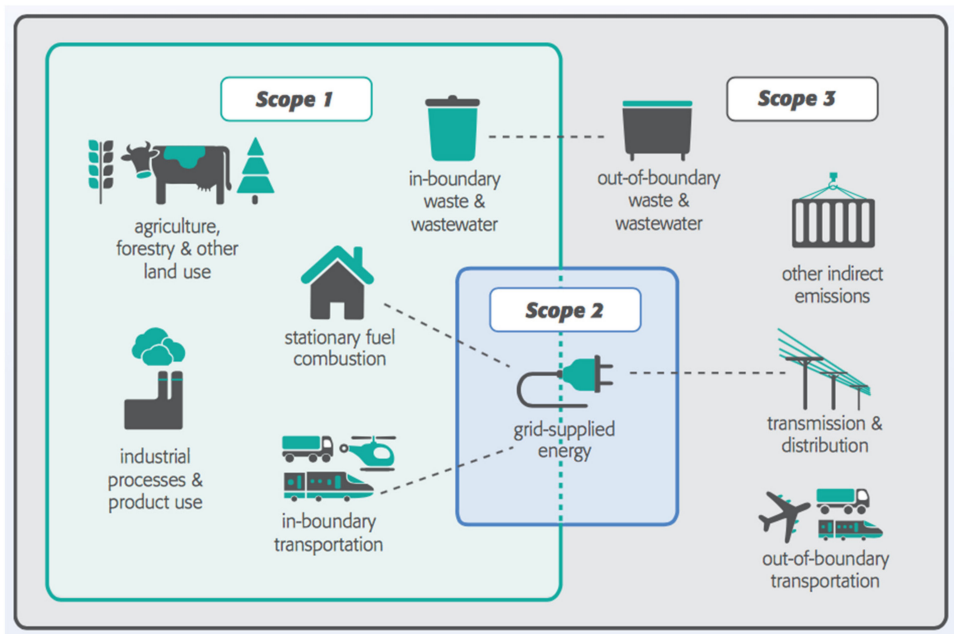 Scope 1
Scope 3
in-boundary
waste &
wastewater
out-of-boundary
waste &
wastewater
agriculture,
forestry & other
land use
other indirect
emissions
Scope 2
stationary fuel
combustion
grid-supplied
energy
transmission &
distribution
industrial
processes &
product use
in-boundary
transportation
out-of-boundary
transportation